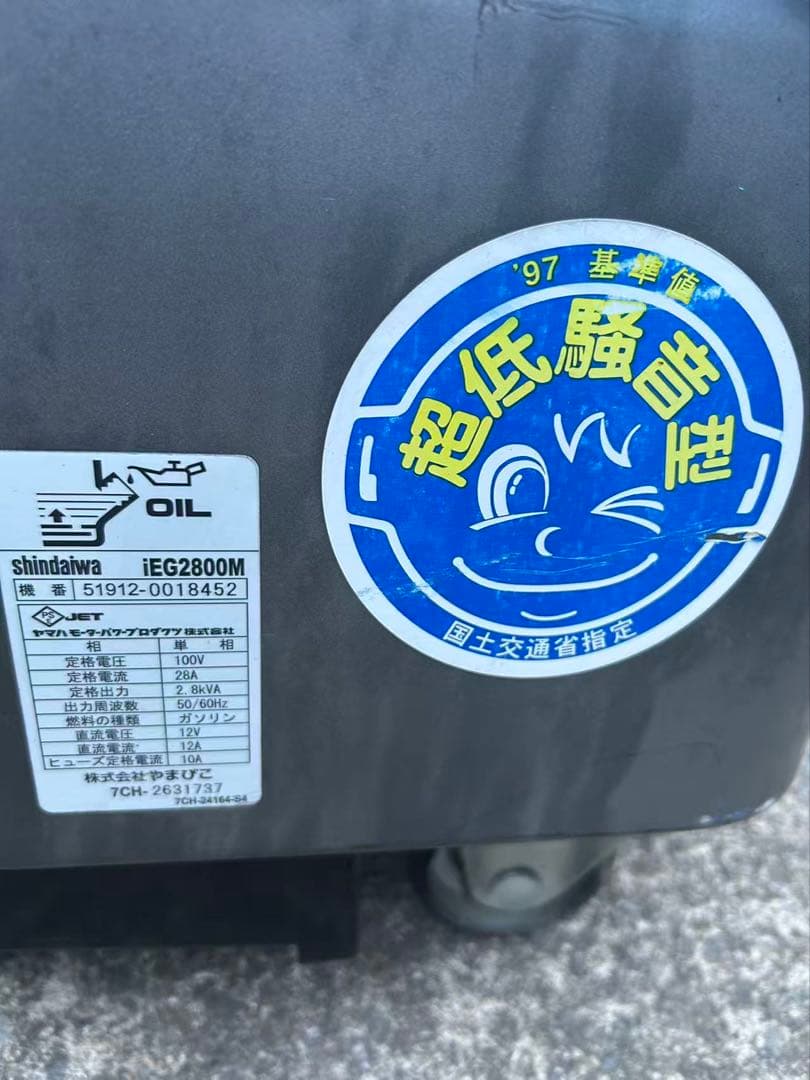 '97 基準値
超低騒音型
国土交通省指定
OIL
shindaiwa iEG2800M
機番 51912-0018452
PS E JET
ヤマハモーターパワープロダクツ株式会社
相 単相
定格電圧 100V
定格電流 28A
定格出力 2.8kVA
出力周波数 50/60Hz
燃料の種類 ガソリン
直流電圧 12V
直流電流 12A
ヒューズ定格電流 10A
株式会社やまびこ
7CH-2631737
7CH-24164-S4